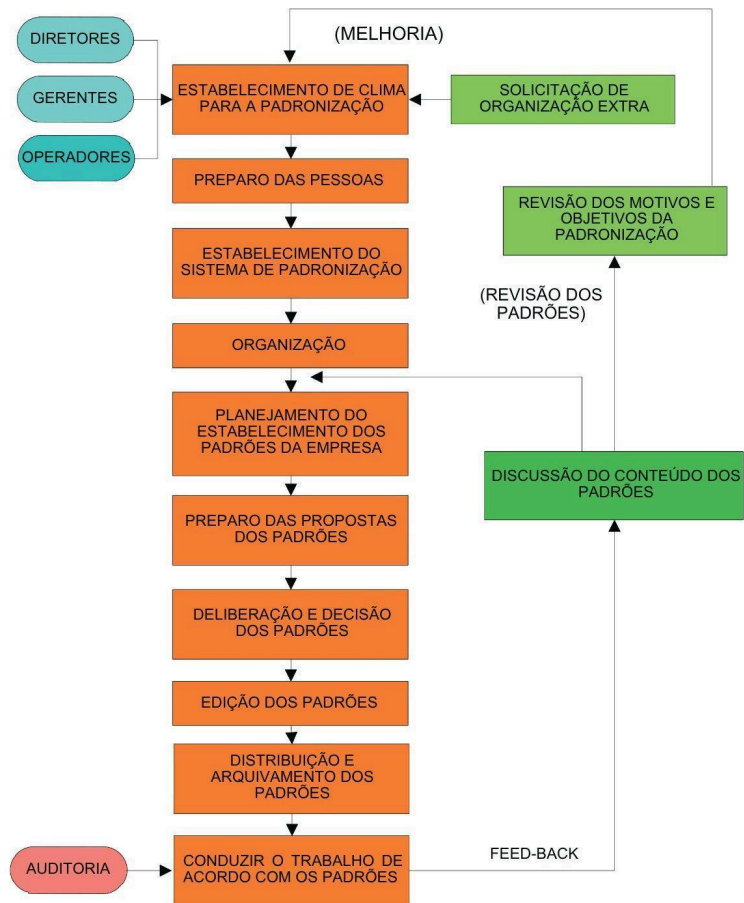 DIRETORES
(MELHORIA)
ESTABELECIMENTO DE CLIMA
PARA A PADRONIZAÇÃO
SOLICITAÇÃO DE
ORGANIZAÇÃO EXTRA
GERENTES
OPERADORES
PREPARO DAS PESSOAS
REVISÃO DOS MOTIVOS E
OBJETIVOS DA
PADRONIZAÇÃO
ESTABELECIMENTO DO
SISTEMA DE PADRONIZAÇÃO
(REVISÃO DOS
PADRÕES)
ORGANIZAÇÃO
PLANEJAMENTO DO
ESTABELECIMENTO DOS
PADRÕES DA EMPRESA
DISCUSSÃO DO CONTEÚDO DOS
PADRÕES
PREPARO DAS PROPOSTAS
DOS PADRÕES
DELIBERAÇÃO E DECISÃO
DOS PADRÕES
EDIÇÃO DOS PADRÕES
DISTRIBUIÇÃO E
ARQUIVAMENTO DOS
PADRÕES
AUDITORIA
CONDUZIR O TRABALHO DE
ACORDO COM OS PADRÕES
FEED-BACK